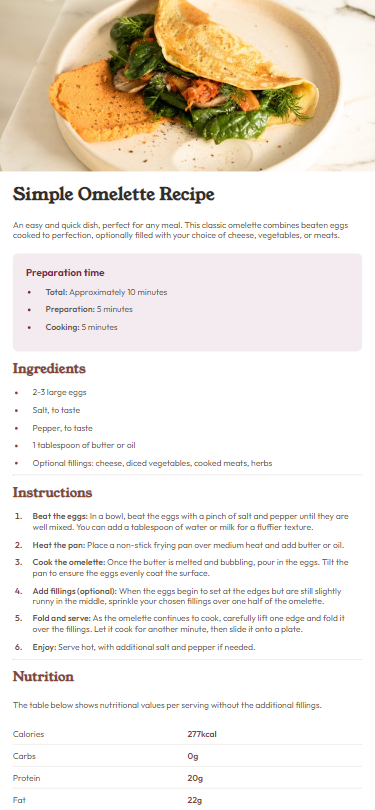 Simple Omelette Recipe
An easy and quick dish, perfect for any meal. This classic omelette combines beaten eggs
cooked to perfection, optionally filled with your choice of cheese, vegetables, or meats.
Preparation time
• Total: Approximately 10 minutes
• Preparation: 5 minutes
• Cooking: 5 minutes
Ingredients
• 2-3 large eggs
• Salt, to taste
• Pepper, to taste
• 1 tablespoon of butter or oil
• Optional fillings: cheese, diced vegetables, cooked meats, herbs
Instructions
1. Beat the eggs: In a bowl, beat the eggs with a pinch of salt and pepper until they are
well mixed. You can add a tablespoon of water or milk for a fluffier texture.
2. Heat the pan: Place a non-stick frying pan over medium heat and add butter or oil.
3. Cook the omelette: Once the butter is melted and bubbling, pour in the eggs. Tilt the
pan to ensure the eggs evenly coat the surface.
4. Add fillings (optional): When the eggs begin to set at the edges but are still slightly
runny in the middle, sprinkle your chosen fillings over one half of the omelette.
5. Fold and serve: As the omelette continues to cook, carefully lift one edge and fold it
over the fillings. Let it cook for another minute, then slide it onto a plate.
6. Enjoy: Serve hot, with additional salt and pepper if needed.
Nutrition
The table below shows nutritional values per serving without the additional fillings.
Calories 277kcal
Carbs 0g
Protein 20g
Fat 22g